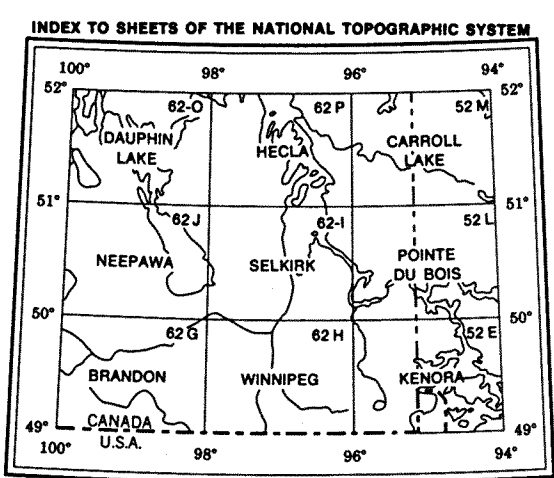 INDEX TO SHEETS OF THE NATIONAL TOPOGRAPHIC SYSTEM
100° 98° 96° 94°
52° 62-O 62 P 52 M 52°
DAUPHIN
LAKE
HECLA
CARROLL
LAKE
51° 62 J 62-I 52 L 51°
NEEPAWA
SELKIRK
POINTE
DU BOIS
50° 62 G 62 H 52 E 50°
BRANDON
WINNIPEG
KENORA
CANADA
49° U.S.A. 49°
100° 98° 96° 94°